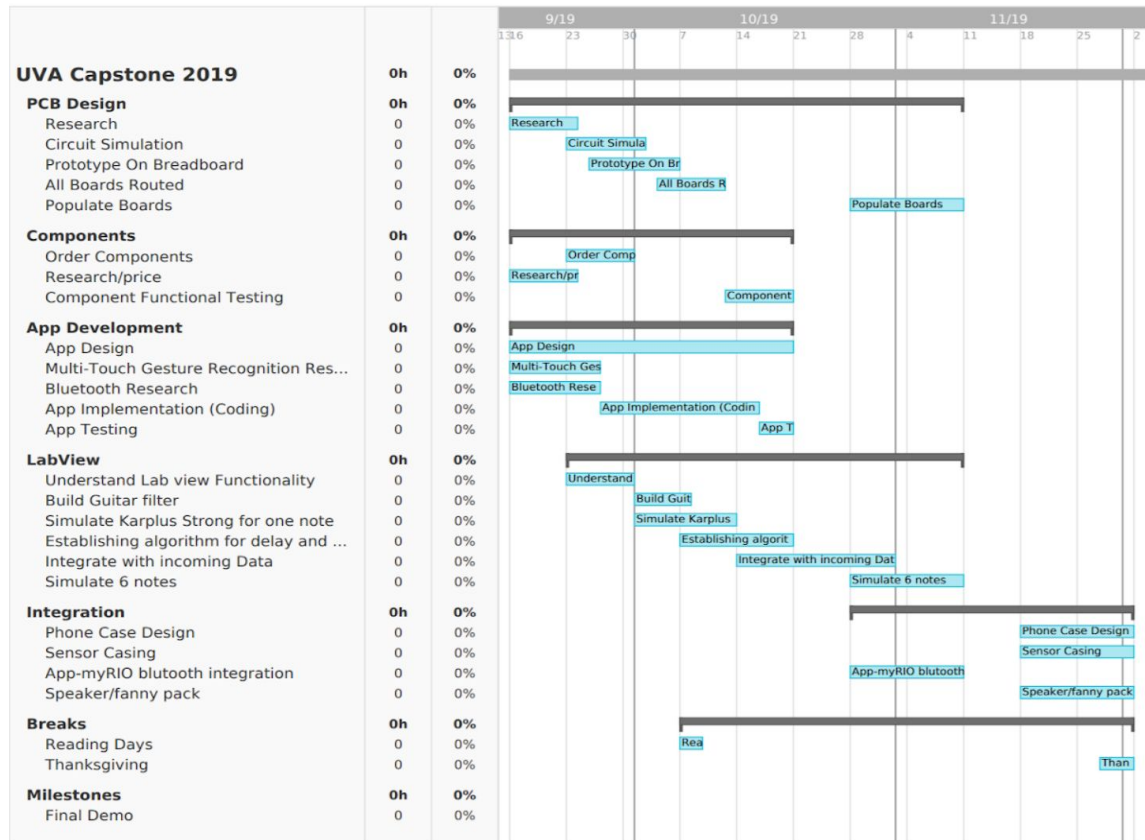 9/19 10/19 11/19
13 16 23 30 7 14 21 28 4 11 18 25 2
UVA Capstone 2019 0h 0%
PCB Design 0h 0%
Research 0 0% Research
Circuit Simulation 0 0% Circuit Simula
Prototype On Breadboard 0 0% Prototype On Br
All Boards Routed 0 0% All Boards R
Populate Boards 0 0% Populate Boards
Components 0h 0%
Order Components 0 0% Order Comp
Research/price 0 0% Research/pr
Component Functional Testing 0 0% Component
App Development 0h 0%
App Design 0 0% App Design
Multi-Touch Gesture Recognition Res... 0 0% Multi-Touch Ges
Bluetooth Research 0 0% Bluetooth Rese
App Implementation (Coding) 0 0% App Implementation (Codin
App Testing 0 0% App T
LabView 0h 0%
Understand Lab view Functionality 0 0% Understand
Build Guitar filter 0 0% Build Guit
Simulate Karplus Strong for one note 0 0% Simulate Karplus
Establishing algorithm for delay and ... 0 0% Establishing algorit
Integrate with incoming Data 0 0% Integrate with incoming Dat
Simulate 6 notes 0 0% Simulate 6 notes
Integration 0h 0%
Phone Case Design 0 0% Phone Case Design
Sensor Casing 0 0% Sensor Casing
App-myRIO blutooth integration 0 0% App-myRIO blutooth
Speaker/fanny pack 0 0% Speaker/fanny pack
Breaks 0h 0%
Reading Days 0 0% Rea
Thanksgiving 0 0% Than
Milestones 0h 0%
Final Demo 0 0%